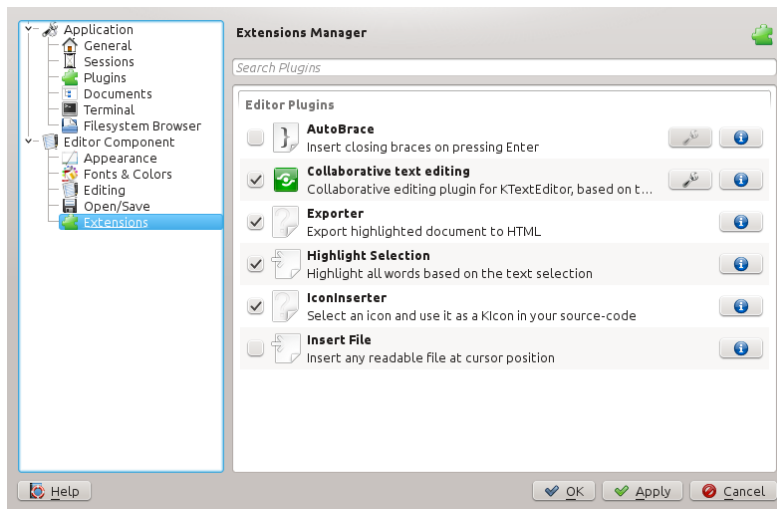 Application
General
Sessions
Plugins
Documents
Terminal
Filesystem Browser
Editor Component
Appearance
Fonts & Colors
Editing
Open/Save
Extensions
Extensions Manager
Search Plugins
Editor Plugins
AutoBrace
Insert closing braces on pressing Enter
Collaborative text editing
Collaborative editing plugin for KTextEditor, based on t...
Exporter
Export highlighted document to HTML
Highlight Selection
Highlight all words based on the text selection
IconInserter
Select an icon and use it as a KIcon in your source-code
Insert File
Insert any readable file at cursor position
Help
OK
Apply
Cancel